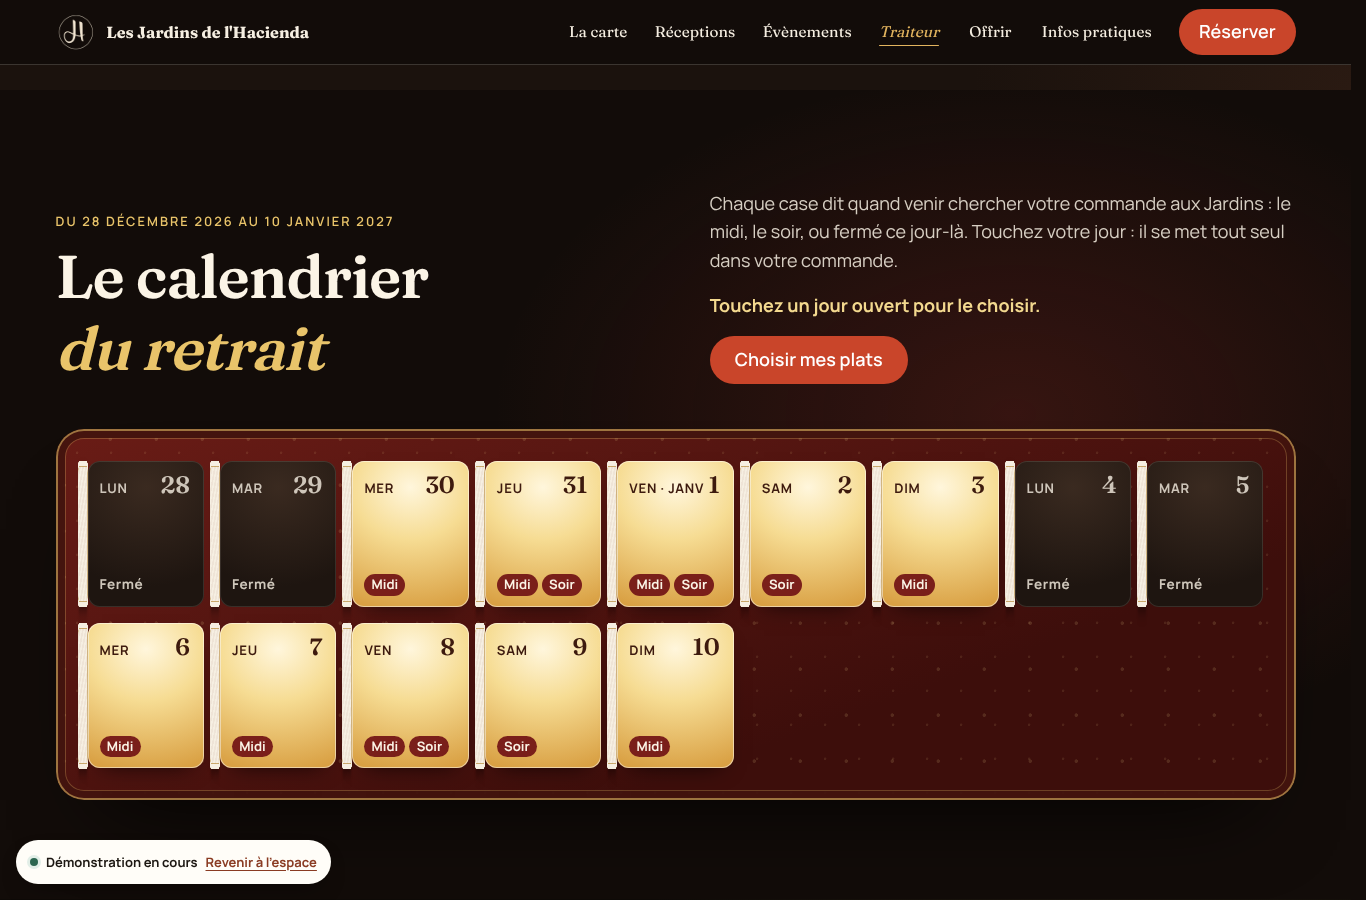 Les Jardins de l'Hacienda
La carte
Réceptions
Évènements
Traiteur
Offrir
Infos pratiques
Réserver
DU 28 DÉCEMBRE 2026 AU 10 JANVIER 2027
Le calendrier
du retrait
Chaque case dit quand venir chercher votre commande aux Jardins : le
midi, le soir, ou fermé ce jour-là. Touchez votre jour : il se met tout seul
dans votre commande.
Touchez un jour ouvert pour le choisir.
Choisir mes plats
LUN 28
Fermé
MAR 29
Fermé
MER 30
Midi
JEU 31
Midi Soir
VEN · JANV 1
Midi Soir
SAM 2
Soir
DIM 3
Midi
LUN 4
Fermé
MAR 5
Fermé
MER 6
Midi
JEU 7
Midi
VEN 8
Midi Soir
SAM 9
Soir
DIM 10
Midi
Démonstration en cours Revenir à l'espace